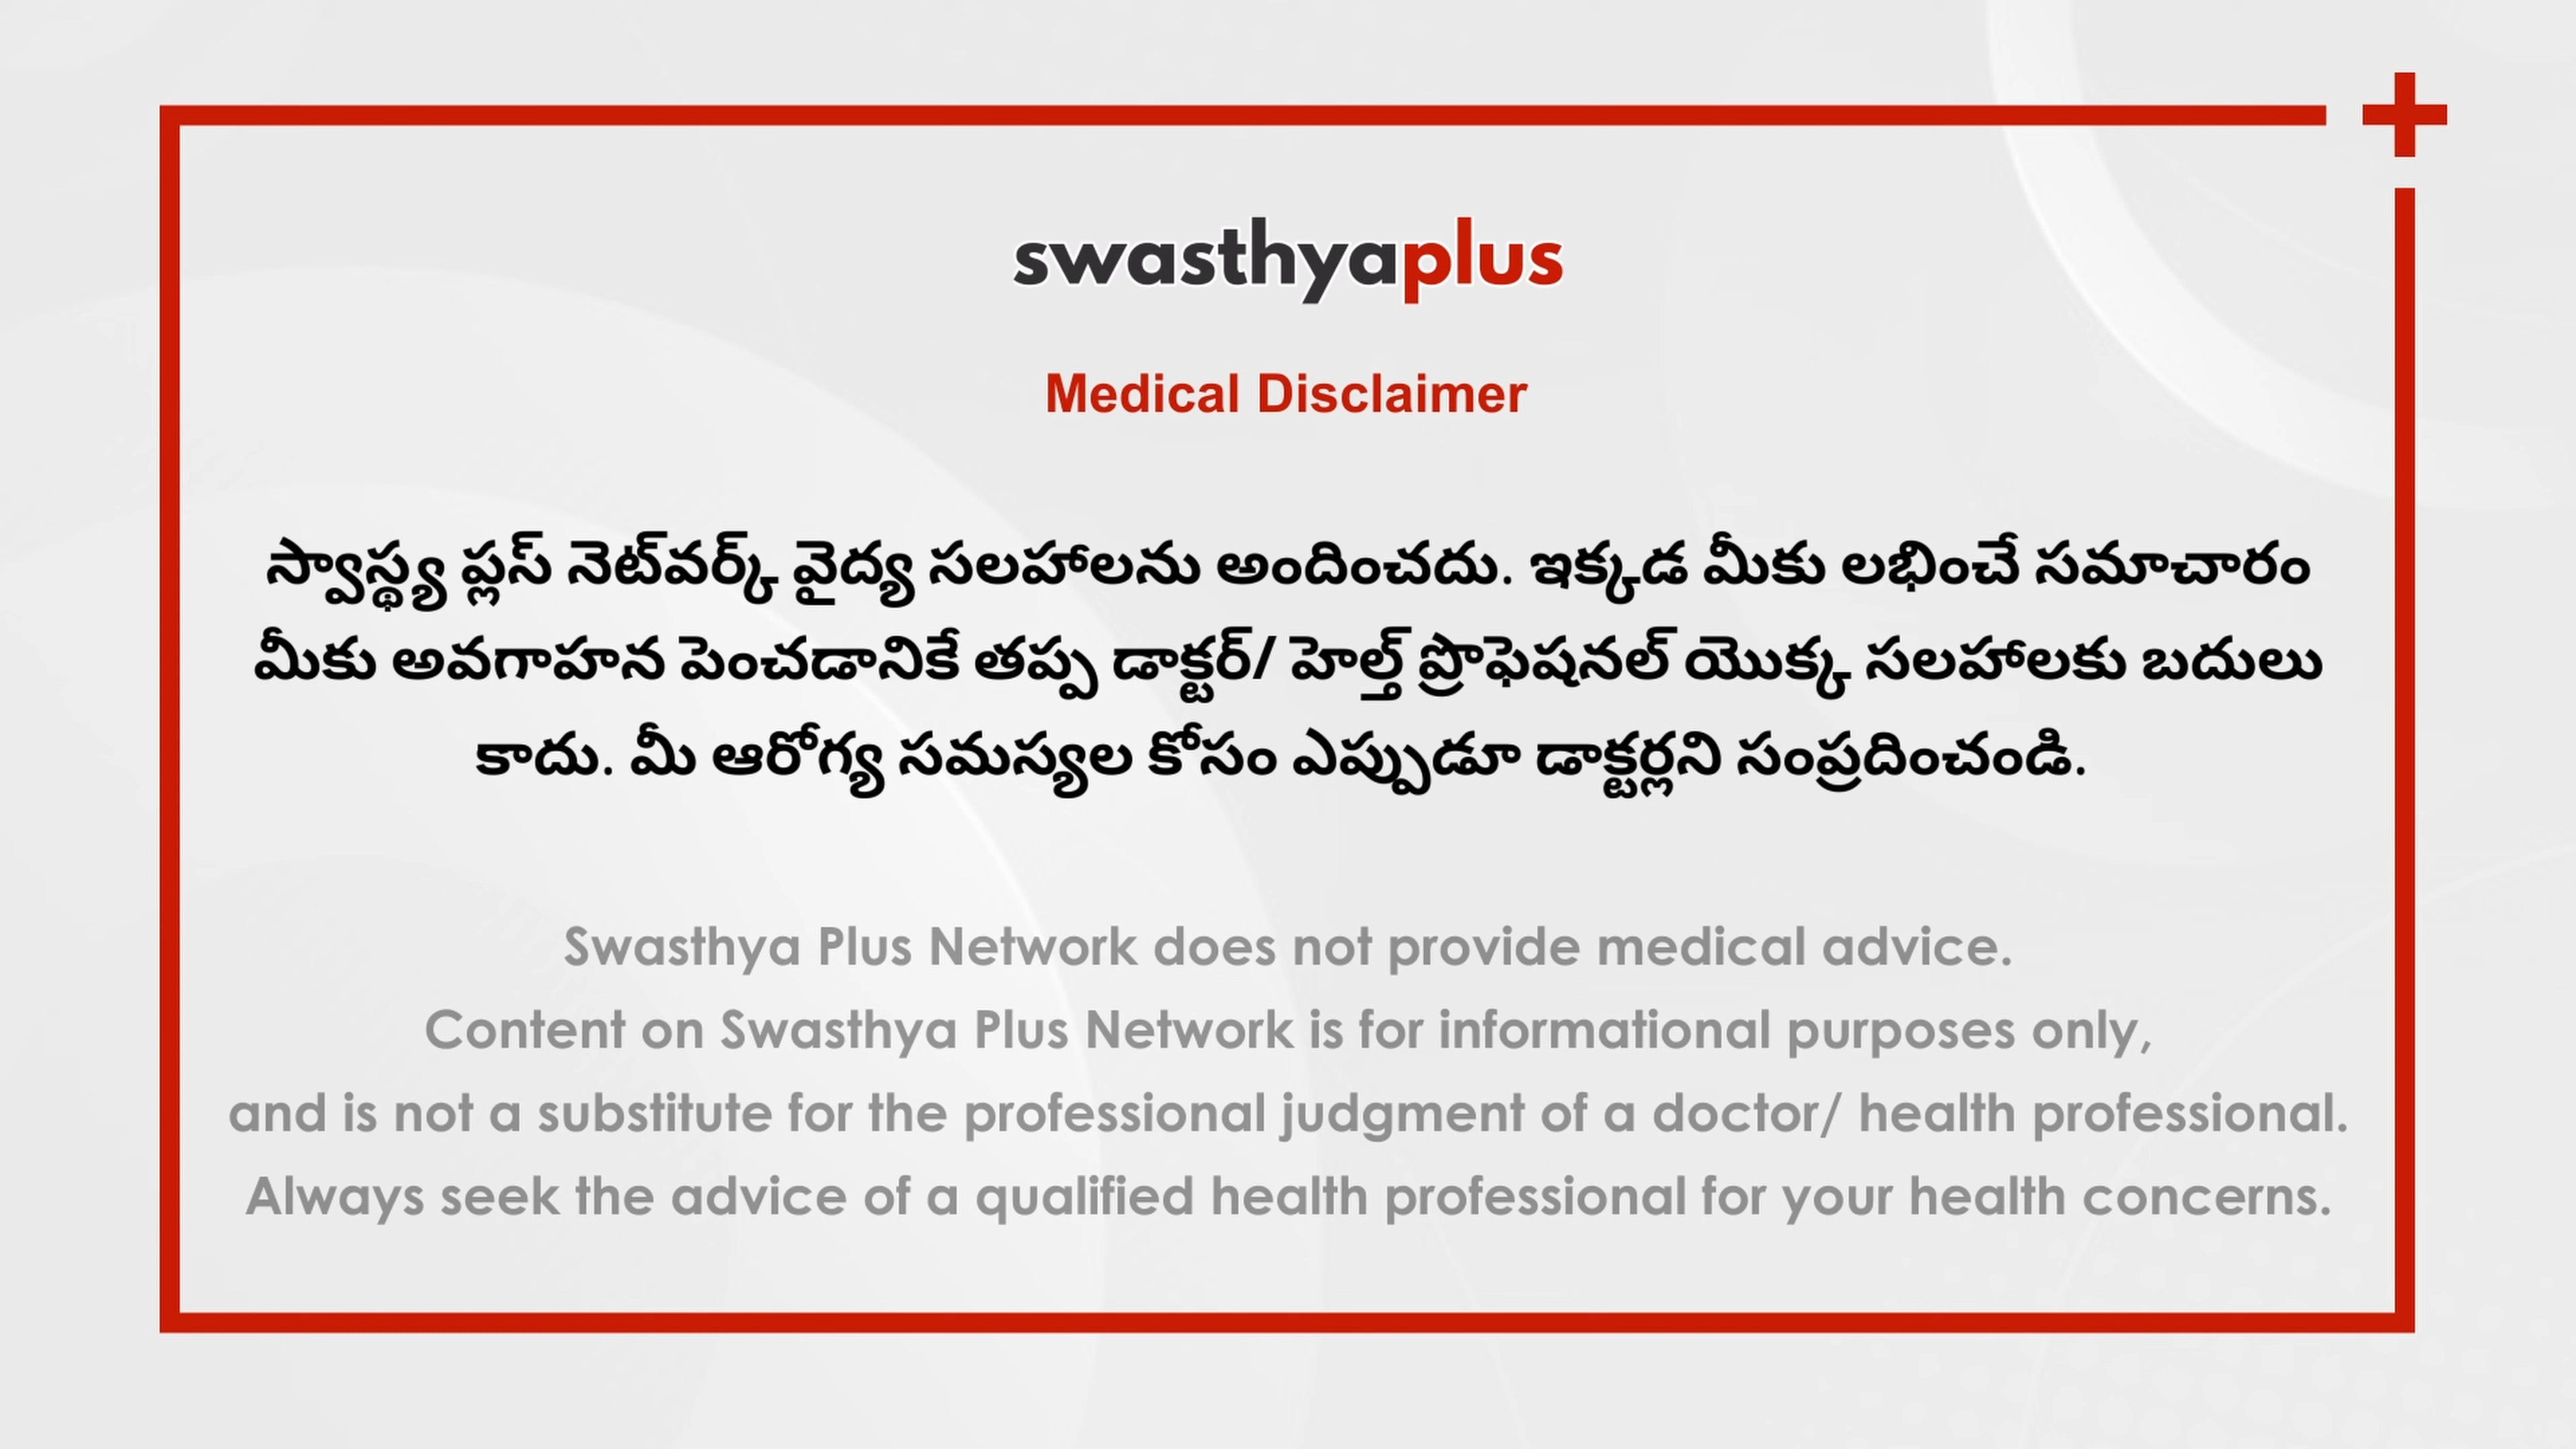 swasthyaplus
Medical Disclaimer
స్వాస్థ్య ప్లస్ నెట్‌వర్క్ వైద్య సలహాలను అందించదు. ఇక్కడ మీకు లభించే సమాచారం
మీకు అవగాహన పెంచడానికే తప్ప డాక్టర్/ హెల్త్ ప్రొఫెషనల్ యొక్క సలహాలకు బదులు
కాదు. మీ ఆరోగ్య సమస్యల కోసం ఎప్పుడూ డాక్టర్లని సంప్రదించండి.
Swasthya Plus Network does not provide medical advice.
Content on Swasthya Plus Network is for informational purposes only,
and is not a substitute for the professional judgment of a doctor/ health professional.
Always seek the advice of a qualified health professional for your health concerns.